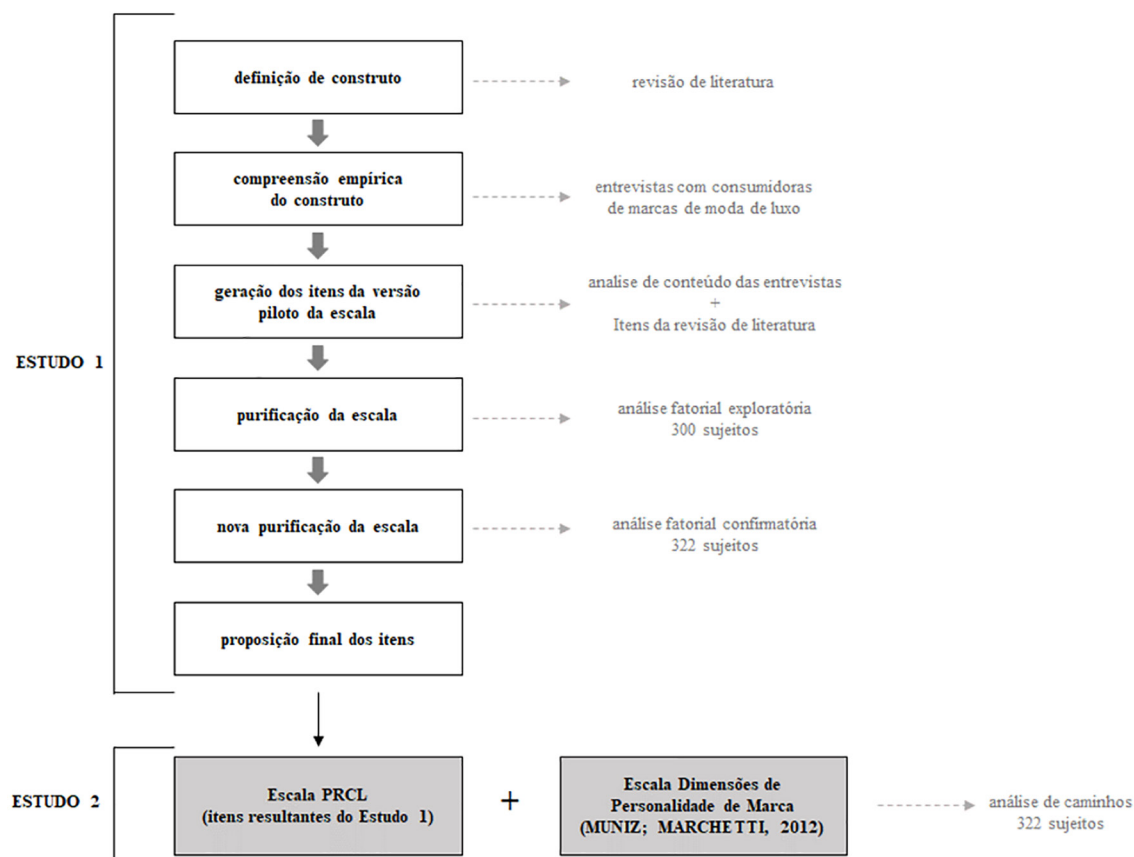 definição de construto
revisão de literatura
compreensão empírica
do construto
entrevistas com consumidoras
de marcas de moda de luxo
geração dos itens da versão
piloto da escala
analise de conteúdo das entrevistas
+
Itens da revisão de literatura
ESTUDO 1
purificação da escala
análise fatorial exploratória
300 sujeitos
nova purificação da escala
análise fatorial confirmatória
322 sujeitos
proposição final dos itens
ESTUDO 2
Escala PRCL
(itens resultantes do Estudo 1)
+
Escala Dimensões de
Personalidade de Marca
(MUNIZ; MARCHETTI, 2012)
análise de caminhos
322 sujeitos